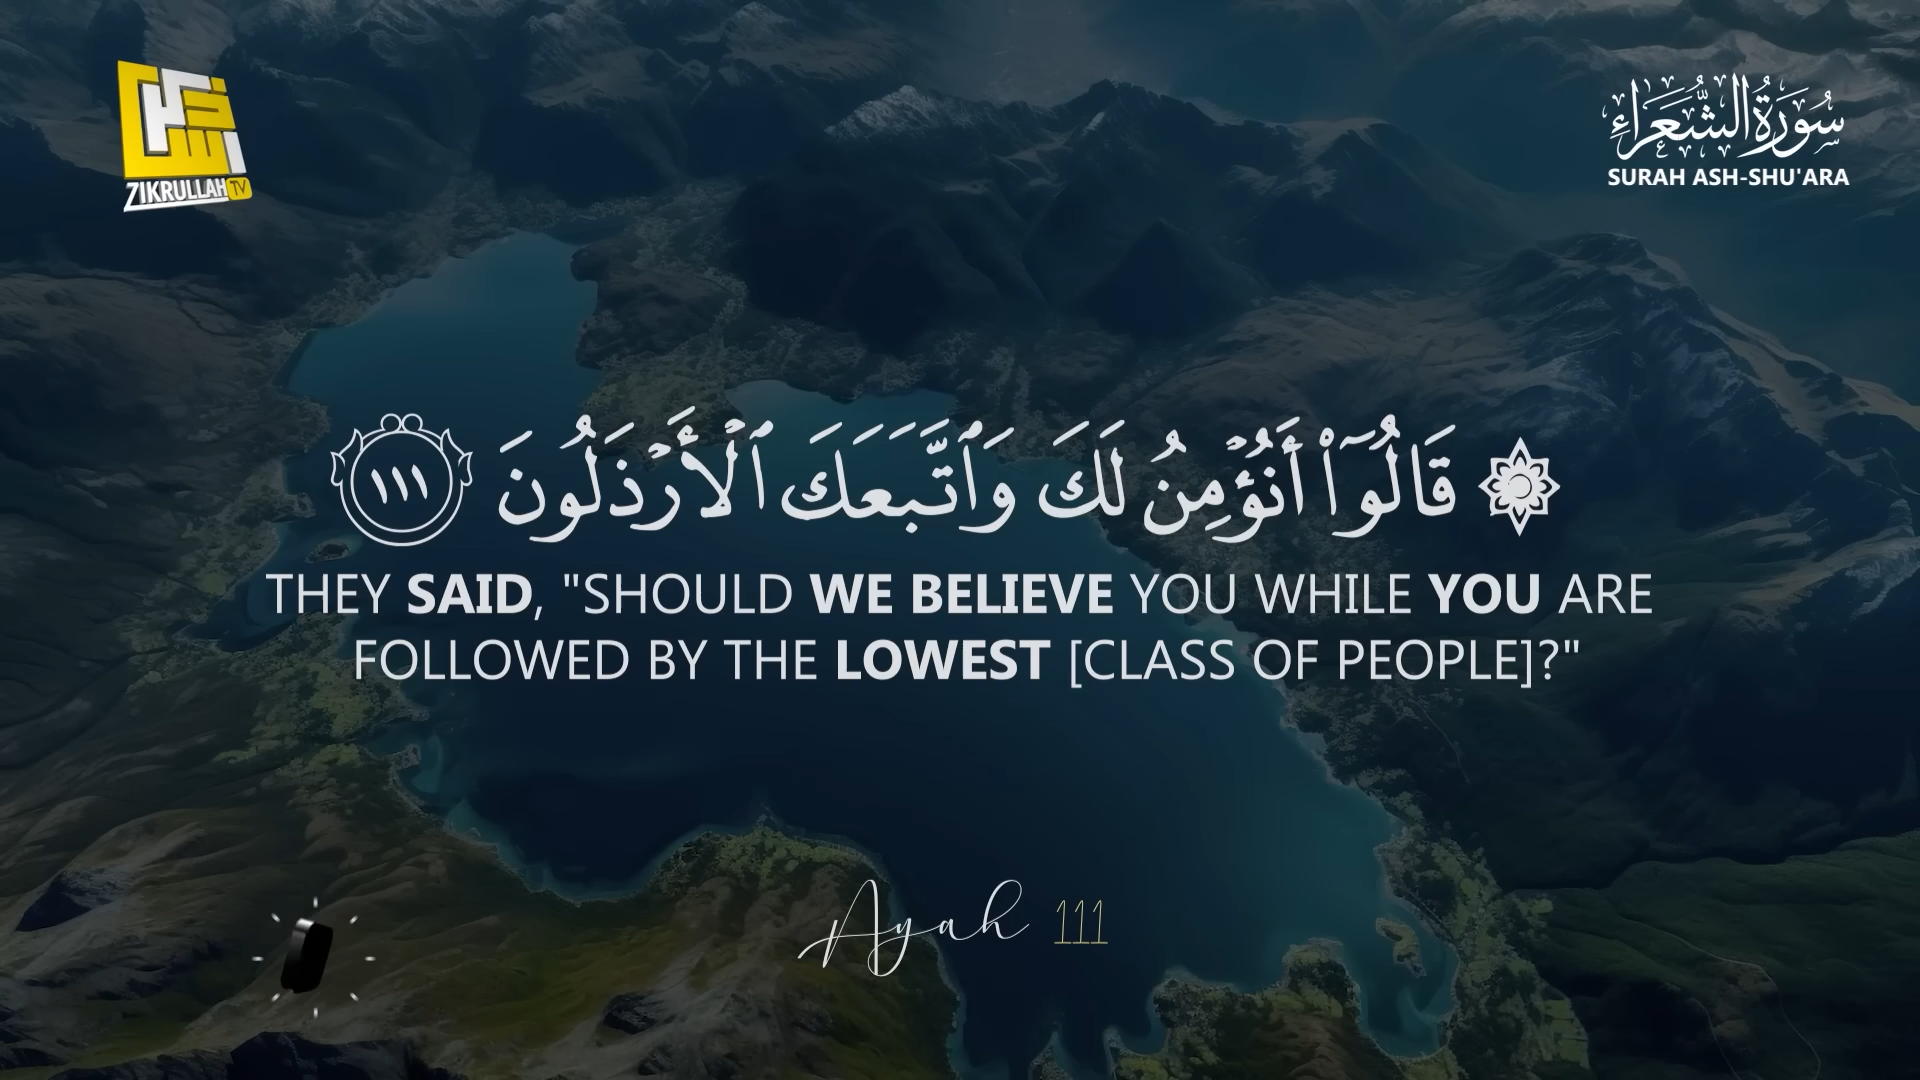 ZIKRULLAH TV
سُورَةُ الشُّعَرَاءِ
SURAH ASH-SHU'ARA
۞ قَالُوٓا۟ أَنُؤْمِنُ لَكَ وَٱتَّبَعَكَ ٱلْأَرْذَلُونَ ١١١
THEY SAID, "SHOULD WE BELIEVE YOU WHILE YOU ARE
FOLLOWED BY THE LOWEST [CLASS OF PEOPLE]?"
Ayah 111